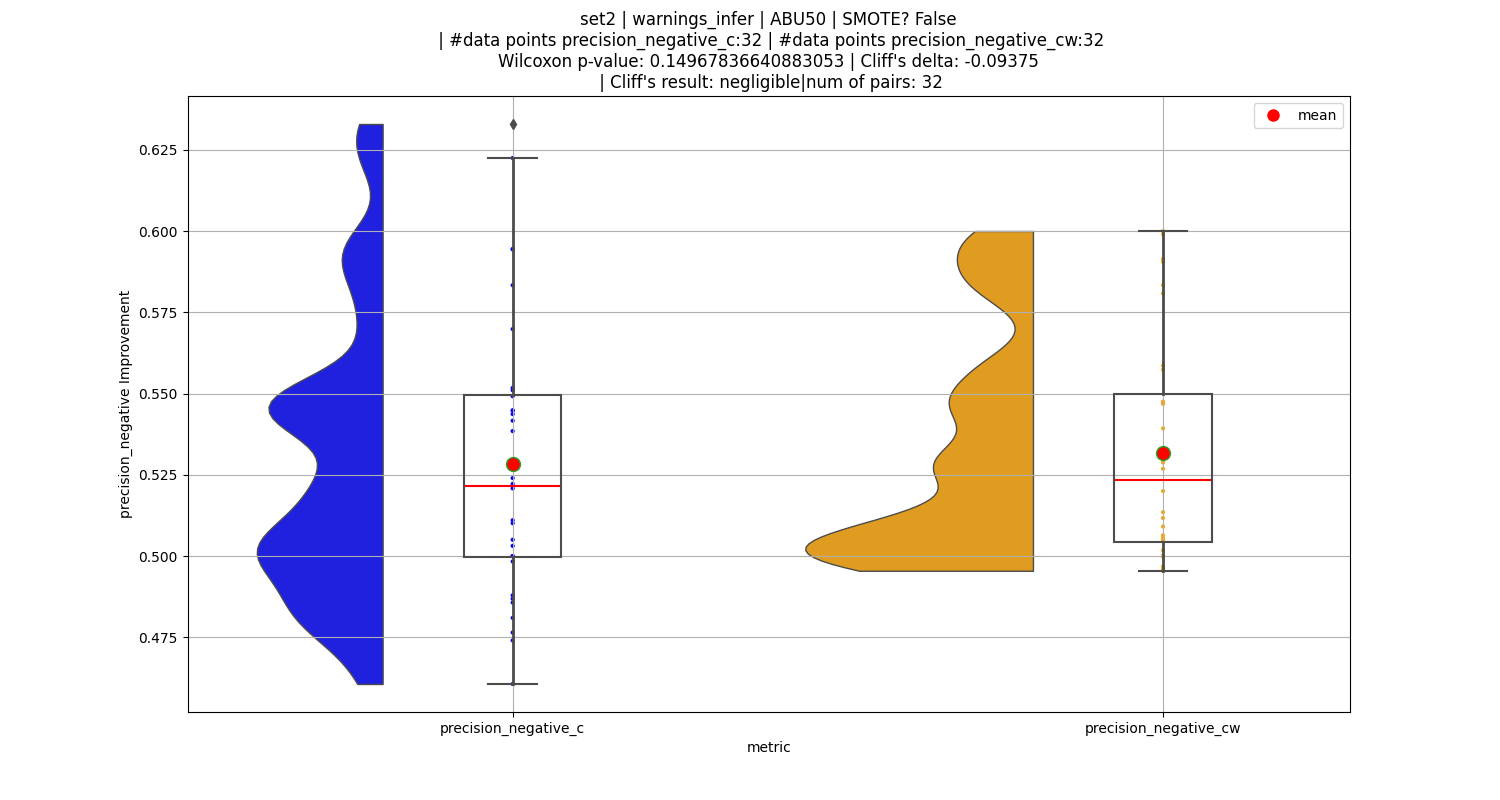 set2 | warnings_infer | ABU50 | SMOTE? False
| #data points precision_negative_c:32 | #data points precision_negative_cw:32
Wilcoxon p-value: 0.14967836640883053 | Cliff's delta: -0.09375
| Cliff's result: negligible|num of pairs: 32
mean
0.625
0.600
0.575
0.550
0.525
0.500
0.475
precision_negative Improvement
precision_negative_c
precision_negative_cw
metric